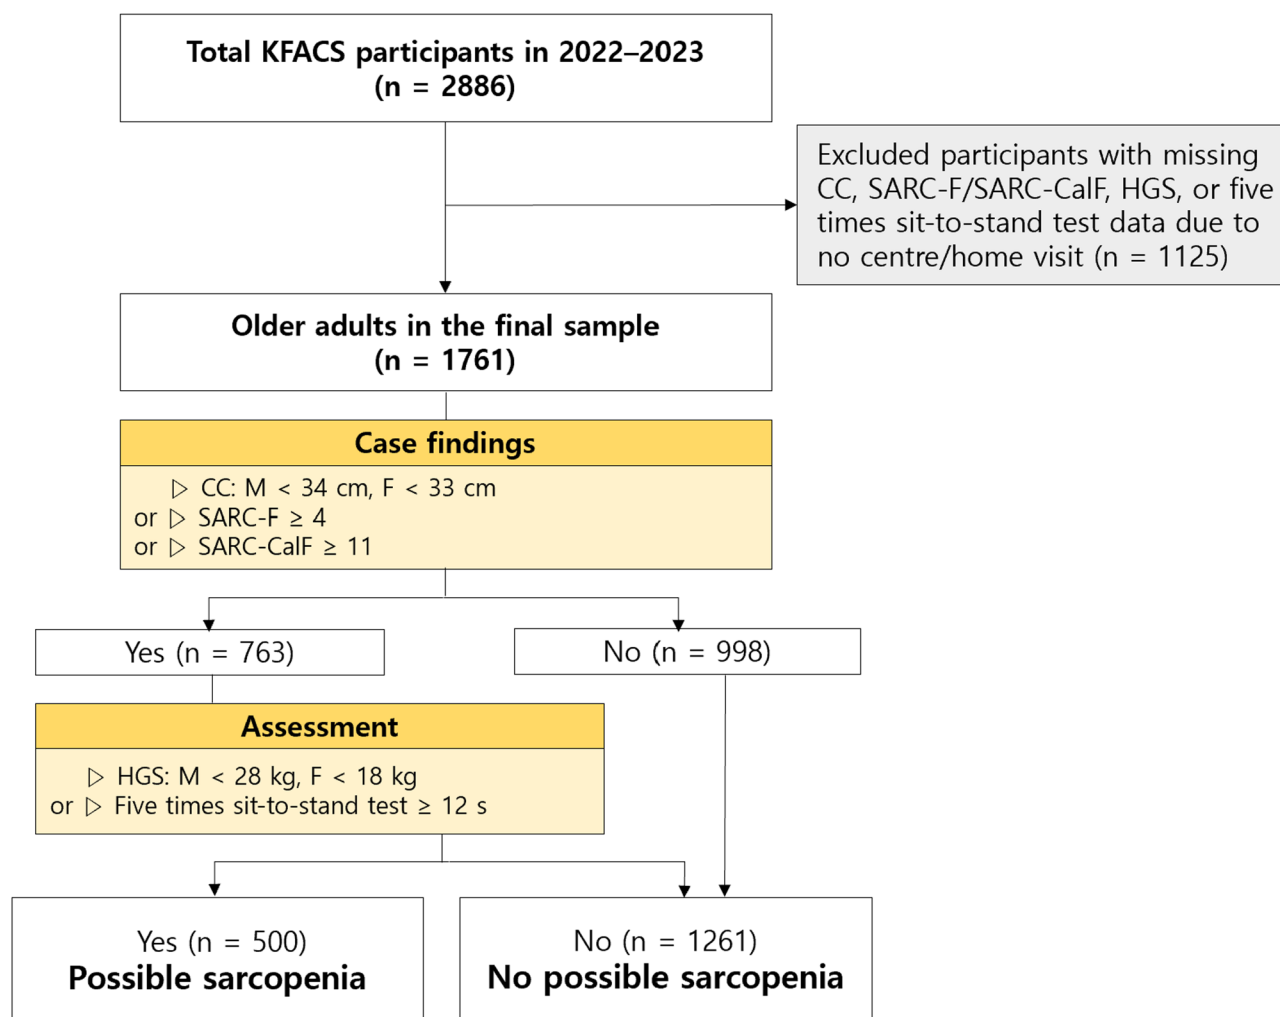 Total KFACS participants in 2022–2023
(n = 2886)
Excluded participants with missing
CC, SARC-F/SARC-CalF, HGS, or five
times sit-to-stand test data due to
no centre/home visit (n = 1125)
Older adults in the final sample
(n = 1761)
Case findings
▷ CC: M < 34 cm, F < 33 cm
or ▷ SARC-F ≥ 4
or ▷ SARC-CalF ≥ 11
Yes (n = 763)
No (n = 998)
Assessment
▷ HGS: M < 28 kg, F < 18 kg
or ▷ Five times sit-to-stand test ≥ 12 s
Yes (n = 500)
Possible sarcopenia
No (n = 1261)
No possible sarcopenia